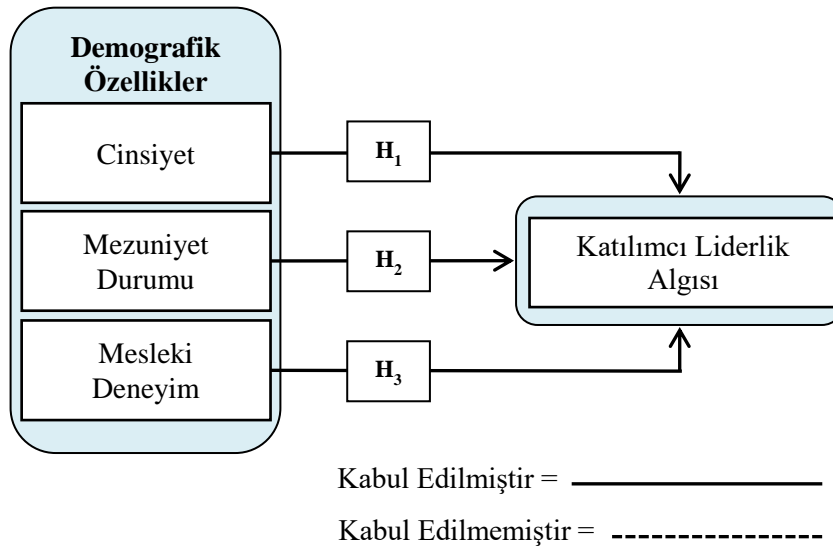 Demografik
Özellikler
Cinsiyet
H₁
Mezuniyet
Durumu
H₂
Katılımcı Liderlik
Algısı
Mesleki
Deneyim
H₃
Kabul Edilmiştir =
Kabul Edilmemiştir =